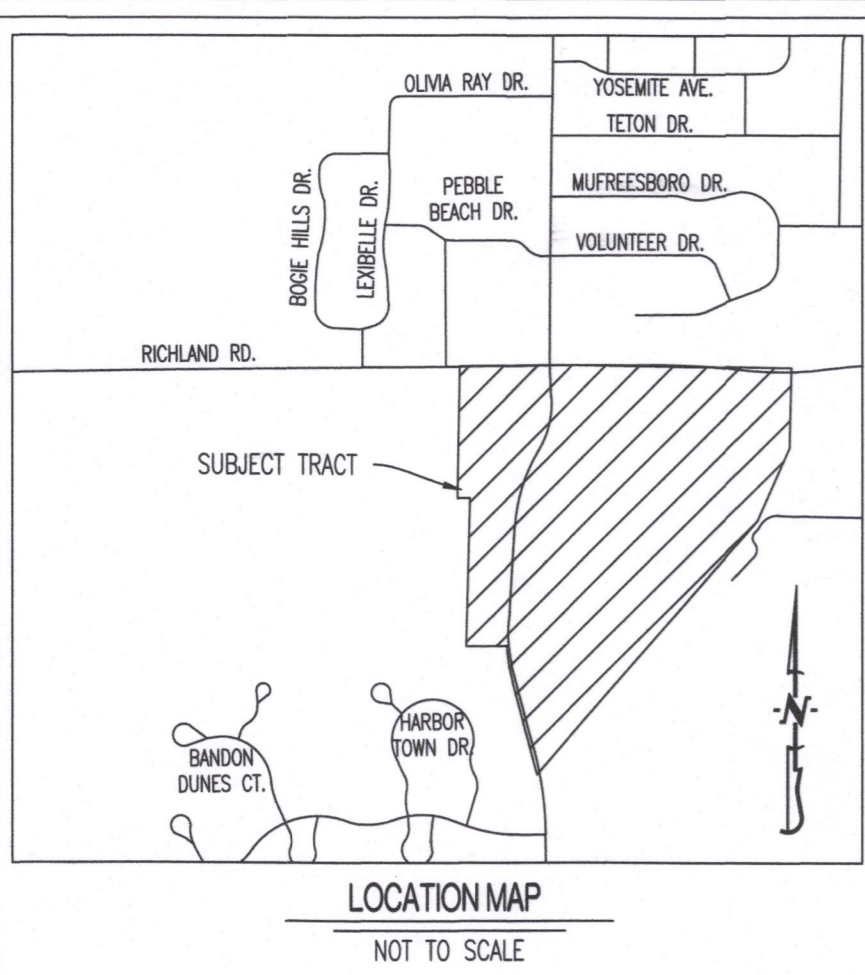 OLIVIA RAY DR.
YOSEMITE AVE.
TETON DR.
BOGIE HILLS DR.
LEXIBELLE DR.
PEBBLE
BEACH DR.
MUFREESBORO DR.
VOLUNTEER DR.
RICHLAND RD.
SUBJECT TRACT
N
HARBOR
TOWN DR.
BANDON
DUNES CT.
LOCATION MAP
NOT TO SCALE